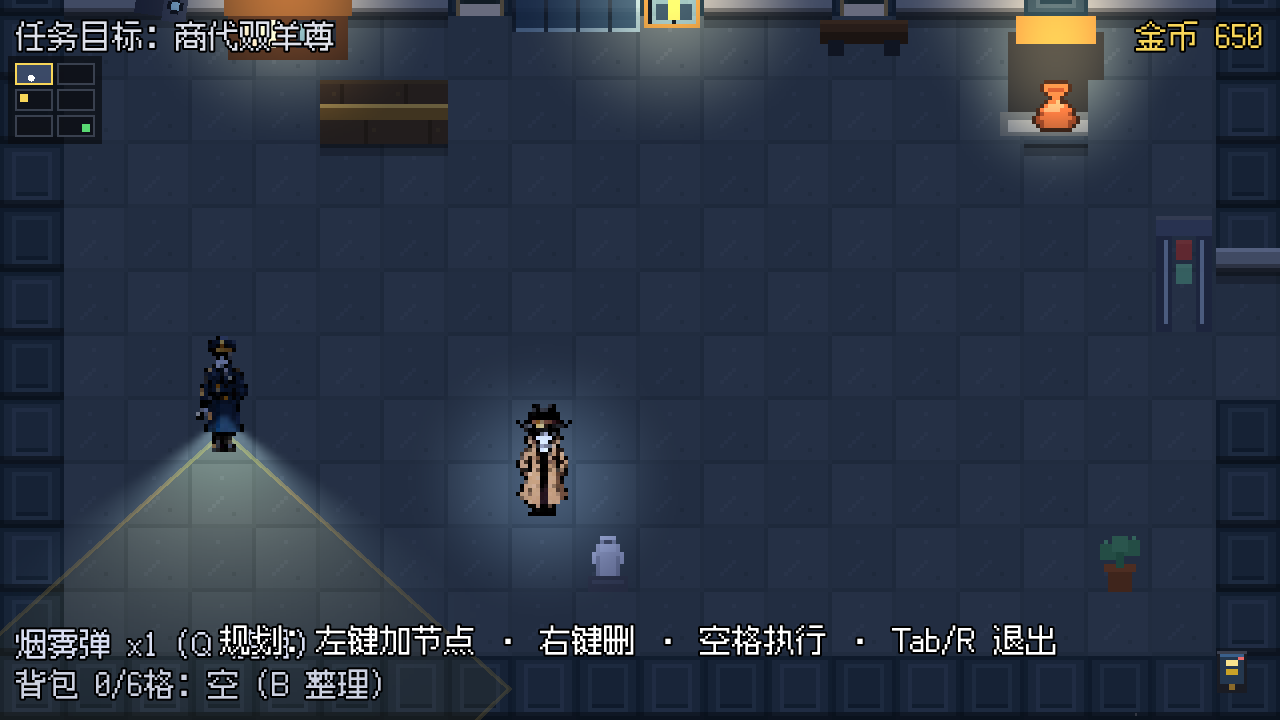 任务目标: 商代双羊尊
金币 650
烟雾弹 x1 (Q
规划: 左键加节点 · 右键删 · 空格执行 · Tab/R 退出
背包 0/6格: 空 (B 整理)